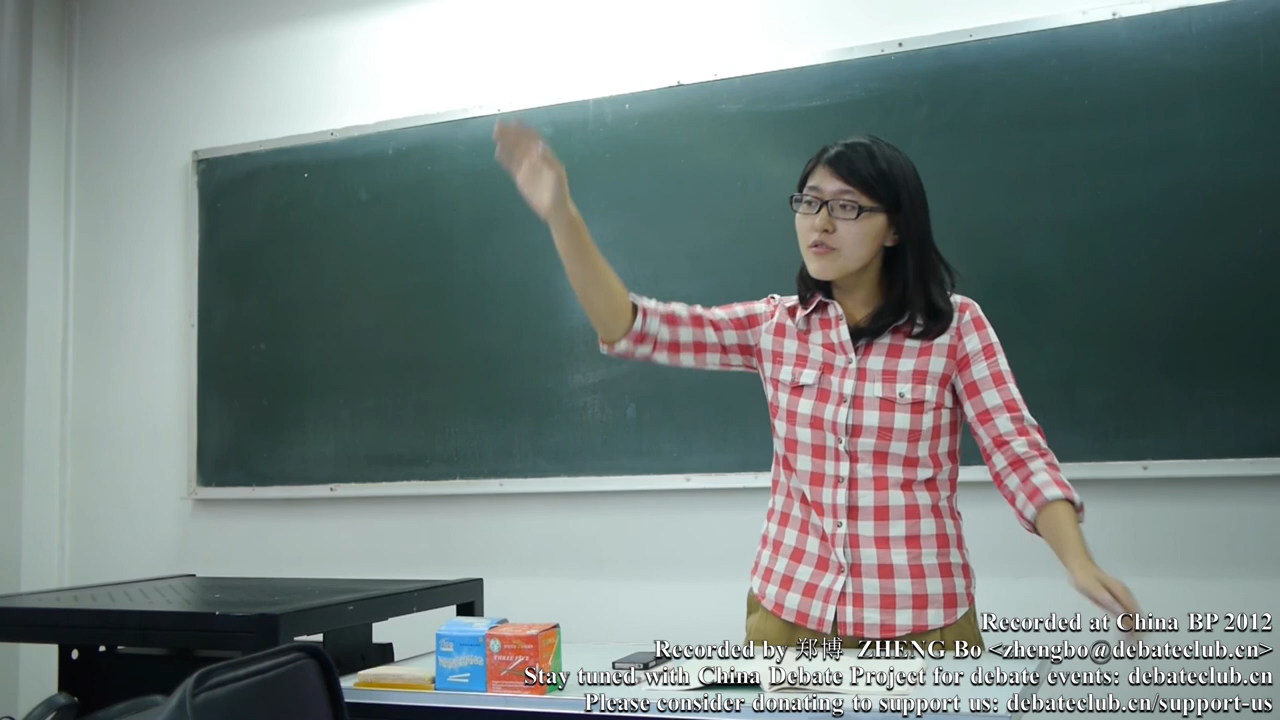 Recorded at China BP 2012
Recorded by 郑博 ZHENG Bo <zhengbo@debateclub.cn>
Stay tuned with China Debate Project for debate events: debateclub.cn
Please consider donating to support us: debateclub.cn/support-us